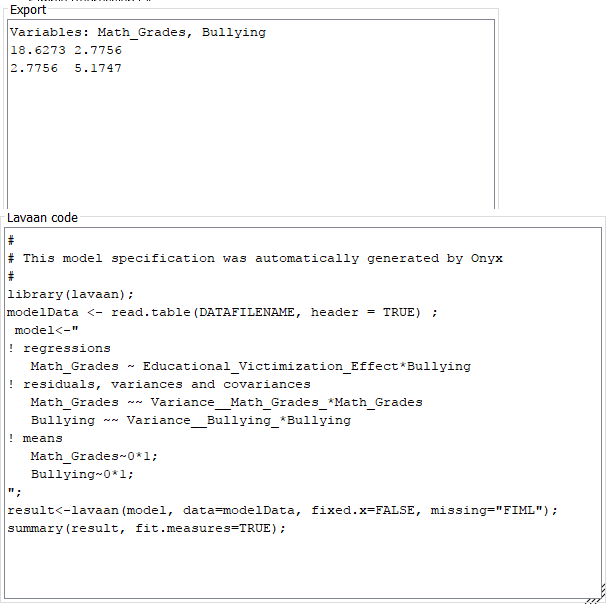 Export
Variables: Math_Grades, Bullying
18.6273 2.7756
2.7756  5.1747
Lavaan code
#
# This model specification was automatically generated by Onyx
#
library(lavaan);
modelData <- read.table(DATAFILENAME, header = TRUE) ;
 model<-"
! regressions
   Math_Grades ~ Educational_Victimization_Effect*Bullying
! residuals, variances and covariances
   Math_Grades ~~ Variance__Math_Grades_*Math_Grades
   Bullying ~~ Variance__Bullying_*Bullying
! means
   Math_Grades~0*1;
   Bullying~0*1;
";
result<-lavaan(model, data=modelData, fixed.x=FALSE, missing="FIML");
summary(result, fit.measures=TRUE);